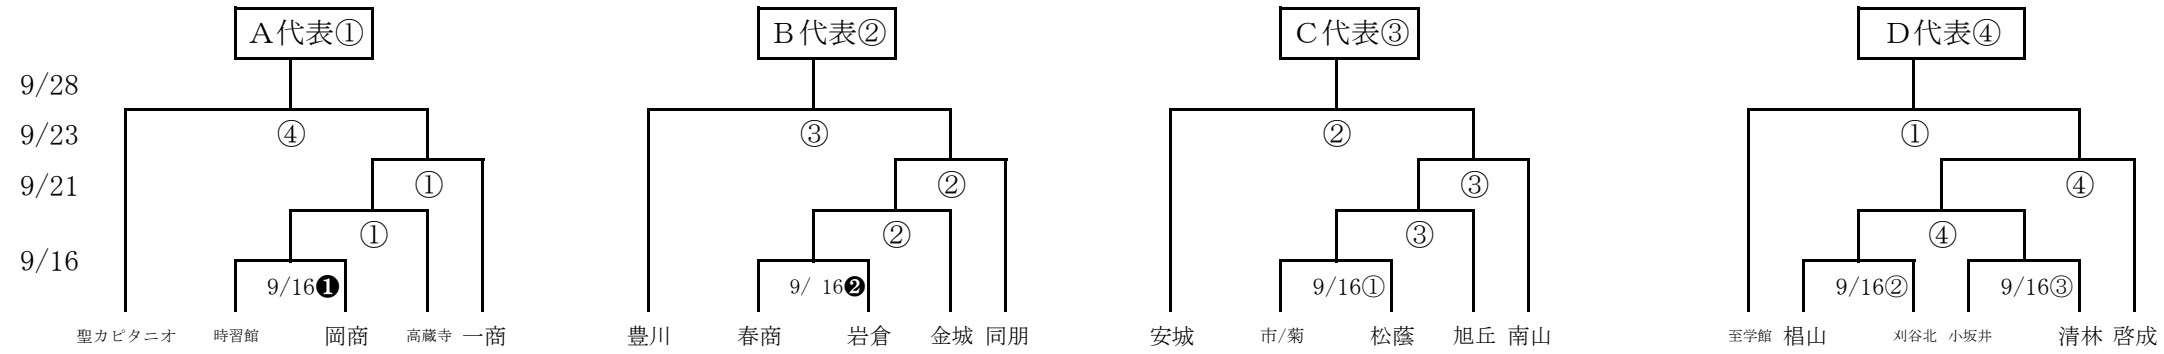 A代表① B代表② C代表③ D代表④
9/28
9/23 ④ ③ ② ①
9/21 ① ② ③ ④
① ② ③ ④
9/16
9/16❶ 9/ 16❷ 9/16① 9/16② 9/16③
聖カピタニオ 時習館 岡商 高蔵寺 一商 豊川 春商 岩倉 金城 同朋 安城 市/菊 松蔭 旭丘 南山 至学館 椙山 刈谷北 小坂井 清林 啓成